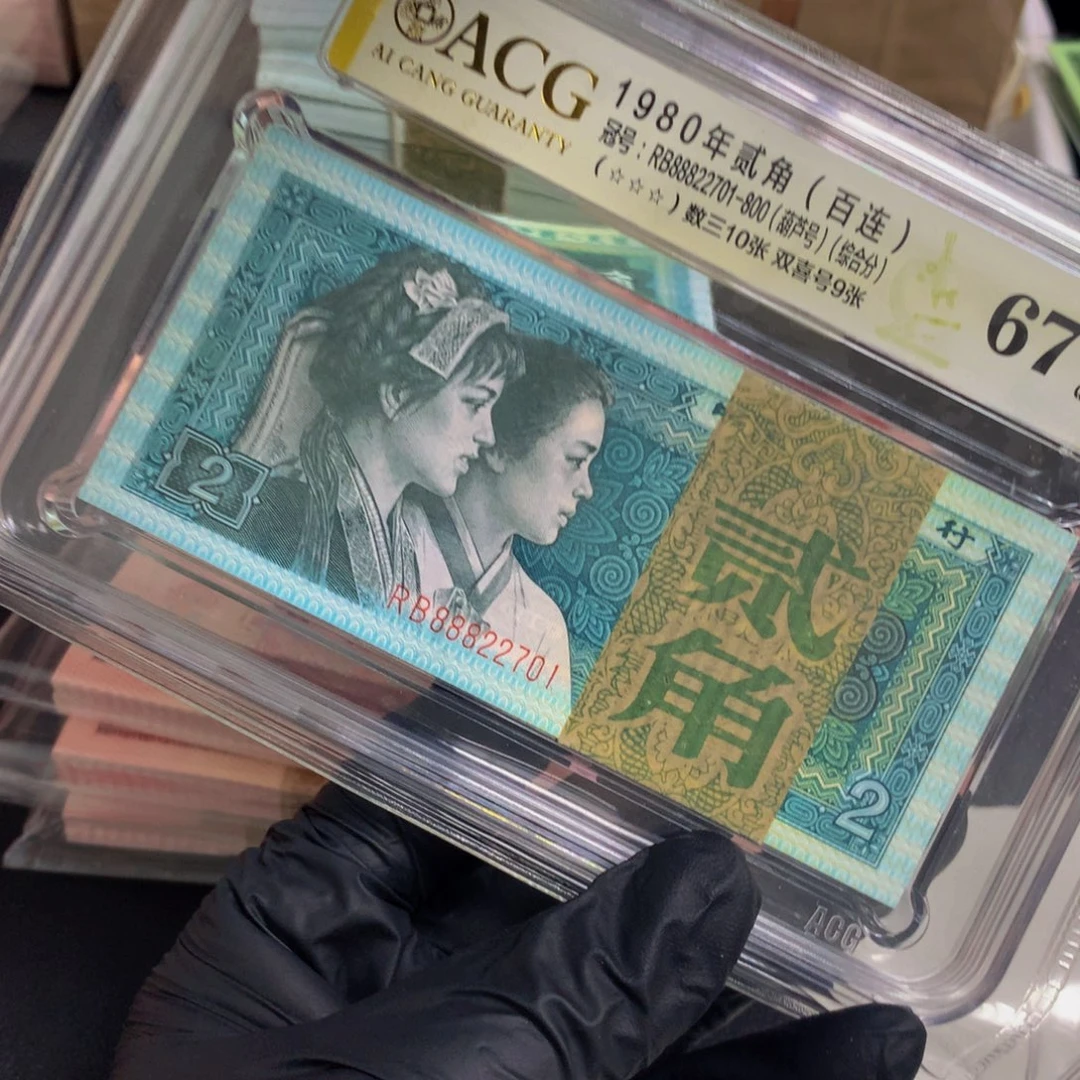 ACG
AI CANG GUARANTY
1980年贰角(百连)
冠号:RB88822701-800(葫芦号)(综合分)
(☆☆☆)数三10张 双喜号9张
67
2
RB88822701
贰
角
行
2
ACG